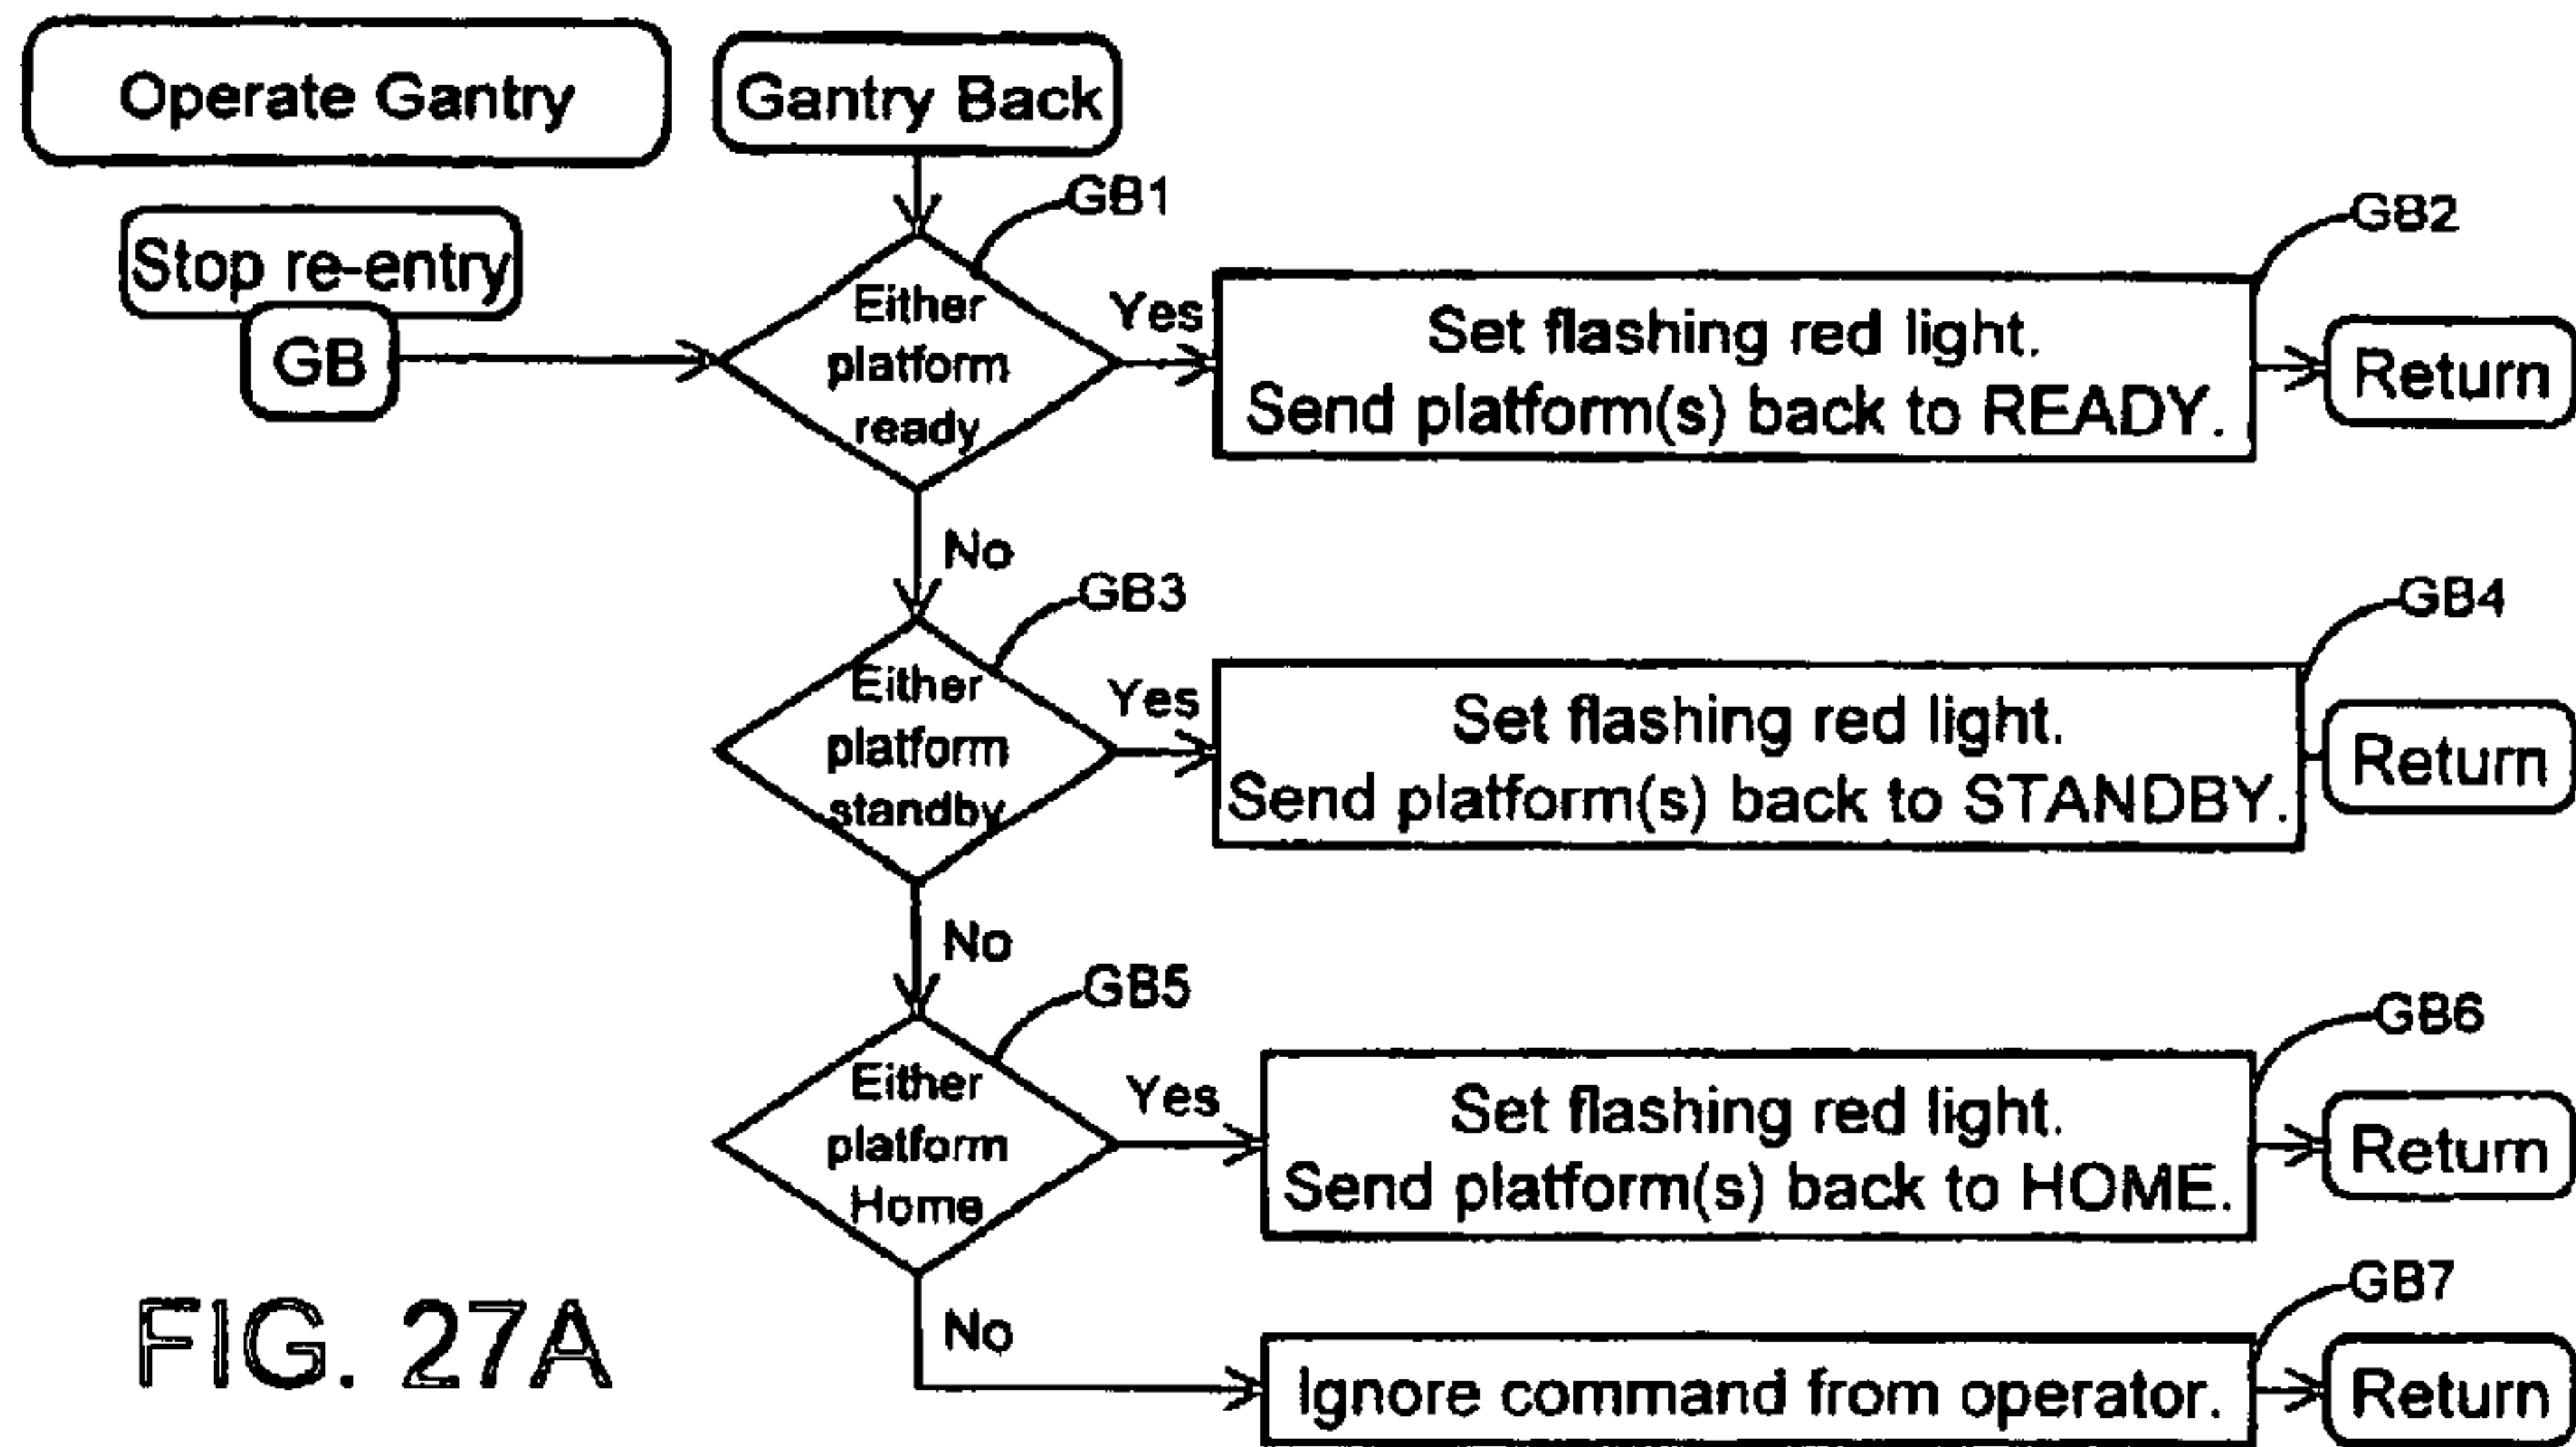 Operate Gantry
Gantry Back
GB1
GB2
Stop re-entry
GB
Either
platform
ready
Yes
Set flashing red light.
Send platform(s) back to READY.
Return
No
GB3
GB4
Either
platform
standby
Yes
Set flashing red light.
Send platform(s) back to STANDBY.
Return
No
GB5
GB6
Either
platform
Home
Yes
Set flashing red light.
Send platform(s) back to HOME.
Return
GB7
No
Ignore command from operator.
Return
FIG. 27A